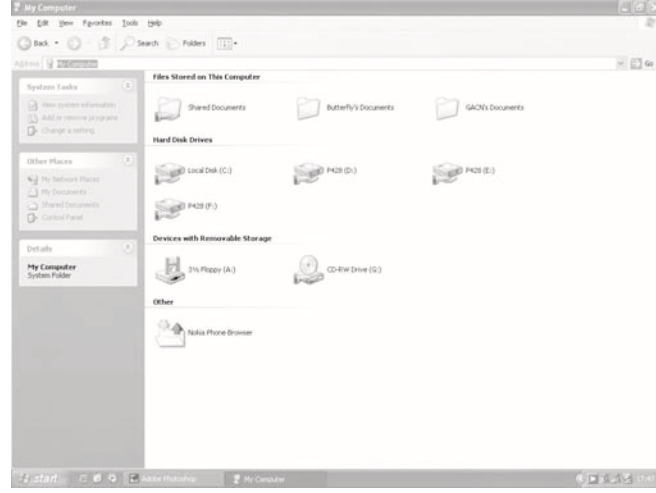 My Computer
File Edit View Favorites Tools Help
Back Search Folders
Address My Computer Go
System Tasks
View system information
Add or remove programs
Change a setting
Other Places
My Network Places
My Documents
Shared Documents
Control Panel
Details
My Computer
System Folder
Files Stored on This Computer
Shared Documents Butterfly's Documents GACN's Documents
Hard Disk Drives
Local Disk (C:) P428 (D:) P428 (E:)
P428 (F:)
Devices with Removable Storage
3½ Floppy (A:) CD-RW Drive (G:)
Other
Nokia Phone Browser
start Adobe Photoshop My Computer 17:47